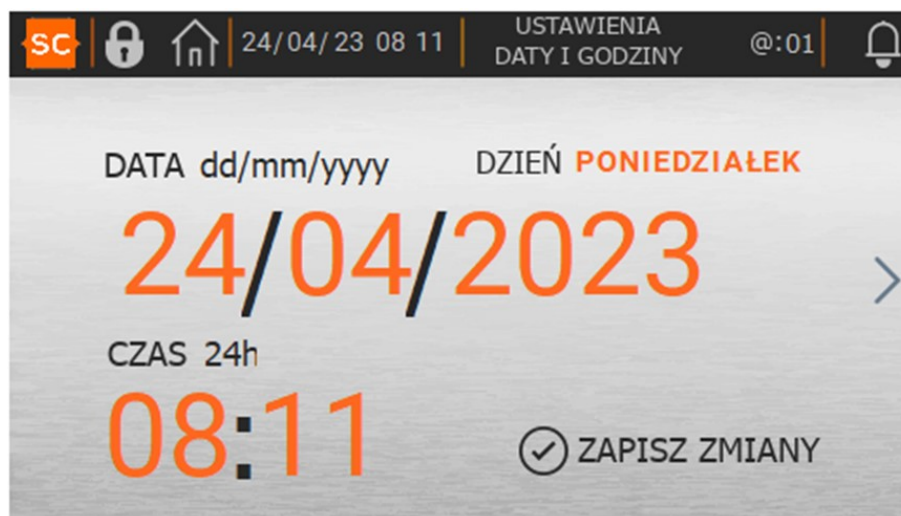 SC 24/04/23 08 11 USTAWIENIA DATY I GODZINY @:01
DATA dd/mm/yyyy DZIEŃ PONIEDZIAŁEK
24/04/2023
CZAS 24h
08:11
ZAPISZ ZMIANY